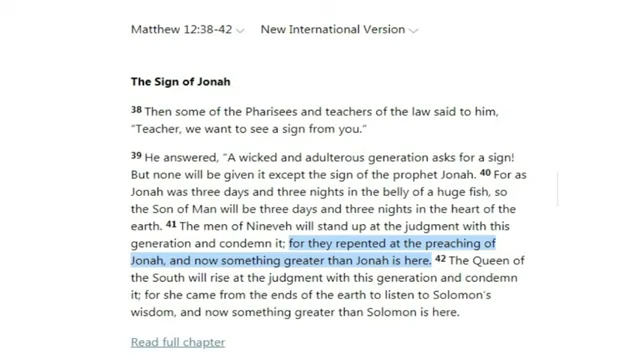 Matthew 12:38-42 New International Version
The Sign of Jonah
38 Then some of the Pharisees and teachers of the law said to him,
“Teacher, we want to see a sign from you.”
39 He answered, “A wicked and adulterous generation asks for a sign!
But none will be given it except the sign of the prophet Jonah. 40 For as
Jonah was three days and three nights in the belly of a huge fish, so
the Son of Man will be three days and three nights in the heart of the
earth. 41 The men of Nineveh will stand up at the judgment with this
generation and condemn it; for they repented at the preaching of
Jonah, and now something greater than Jonah is here. 42 The Queen of
the South will rise at the judgment with this generation and condemn
it; for she came from the ends of the earth to listen to Solomon’s
wisdom, and now something greater than Solomon is here.
Read full chapter